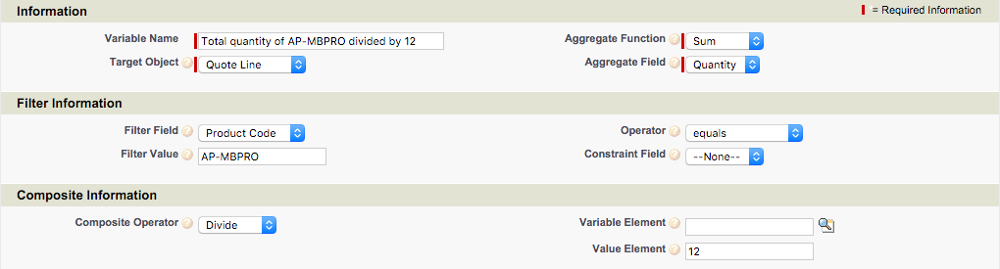 Information
= Required Information
Variable Name Total quantity of AP-MBPRO divided by 12 Aggregate Function ? Sum
Target Object ? Quote Line Aggregate Field ? Quantity
Filter Information
Filter Field ? Product Code Operator ? equals
Filter Value ? AP-MBPRO Constraint Field ? --None--
Composite Information
Composite Operator ? Divide Variable Element ?
Value Element ? 12